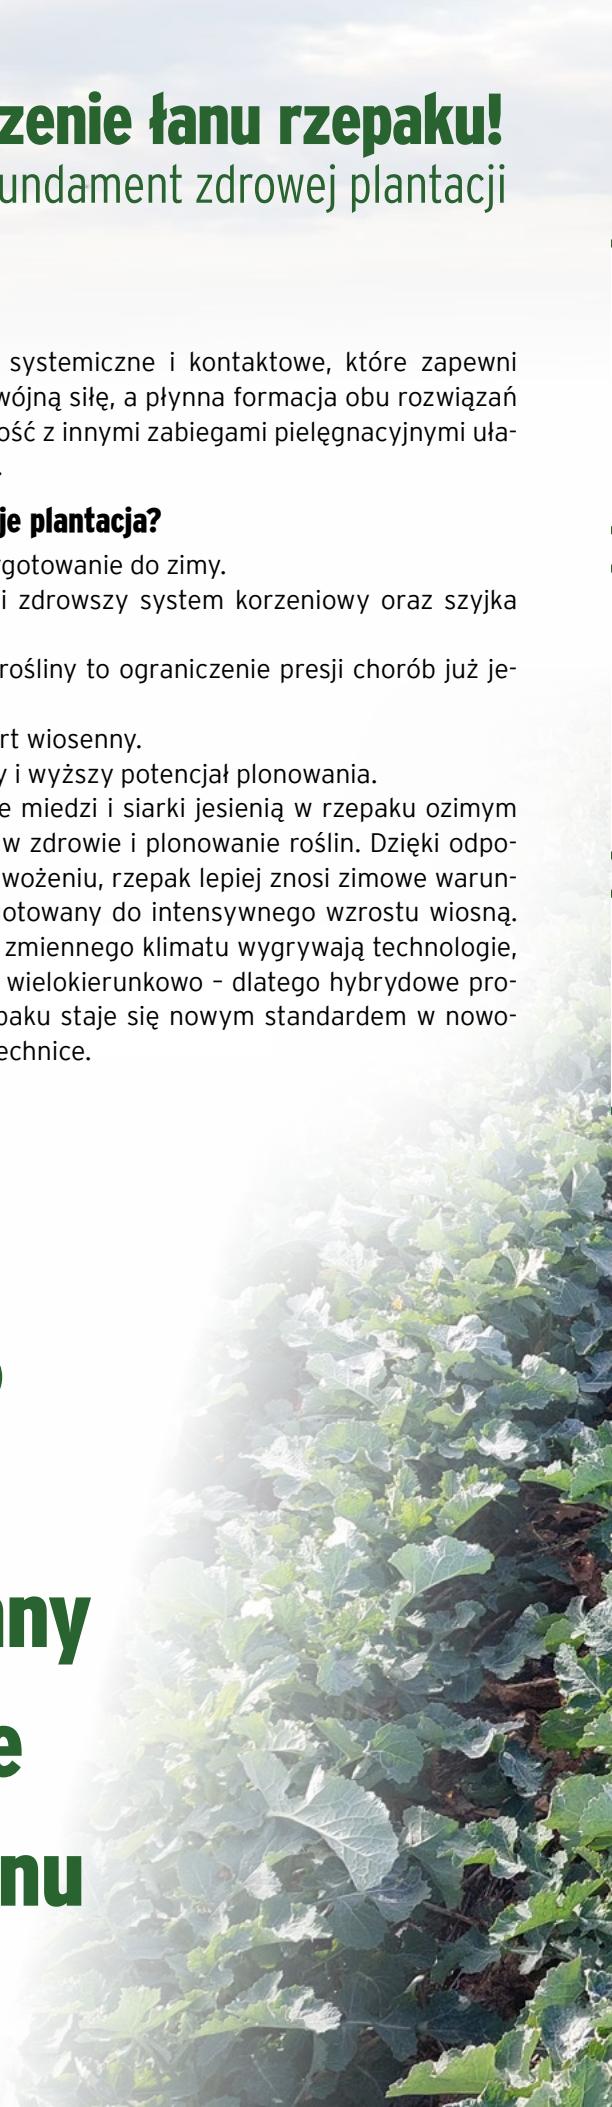 zenie łanu rzepaku!
undament zdrowej plantacji
systemiczne i kontaktowe, które zapewni
wójną siłę, a płynna formacja obu rozwiązań
ość z innymi zabiegami pielęgnacyjnymi uła-
.
je plantacja?
gotowanie do zimy.
i zdrowszy system korzeniowy oraz szyjka
rośliny to ograniczenie presji chorób już je-
rt wiosenny.
y i wyższy potencjał plonowania.
e miedzi i siarki jesienią w rzepaku ozimym
w zdrowie i plonowanie roślin. Dzięki odpo-
wożeniu, rzepak lepiej znosi zimowe warun-
otowany do intensywnego wzrostu wiosną.
zmiennego klimatu wygrywają technologie,
wielokierunkowo – dlatego hybrydowe pro-
paku staje się nowym standardem w nowo-
echnice.
ny
e
nu